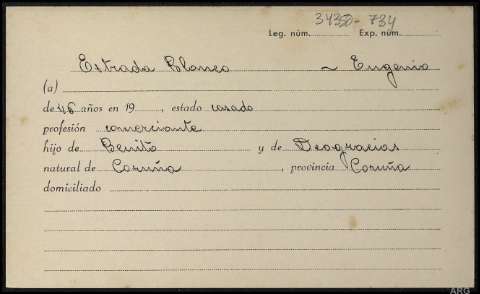 3430 - 734
Leg. núm. Exp. núm.
Estrada Blanco ~ Eugenio
(a)
de 46 años en 19 , estado casado
profesión comerciante
hijo de Benito y de Deogracias
natural de Coruña , provincia Coruña
domiciliado
ARG